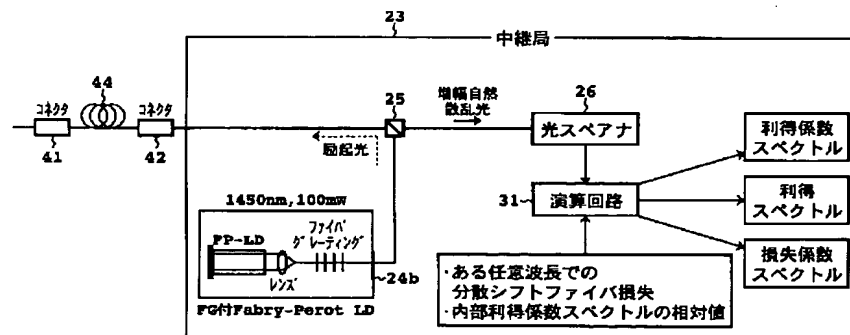 23
中継局
44
コネクタ
コネクタ
41
42
25
増幅自然
散乱光
励起光
26
光スペアナ
31
演算回路
利得係数
スペクトル
利得
スペクトル
損失係数
スペクトル
1450nm,100mw
ファイバ
グレーティング
FP-LD
レンズ
24b
FG付Fabry-Perot LD
・ある任意波長での
分散シフトファイバ損失
・内部利得係数スペクトルの相対値